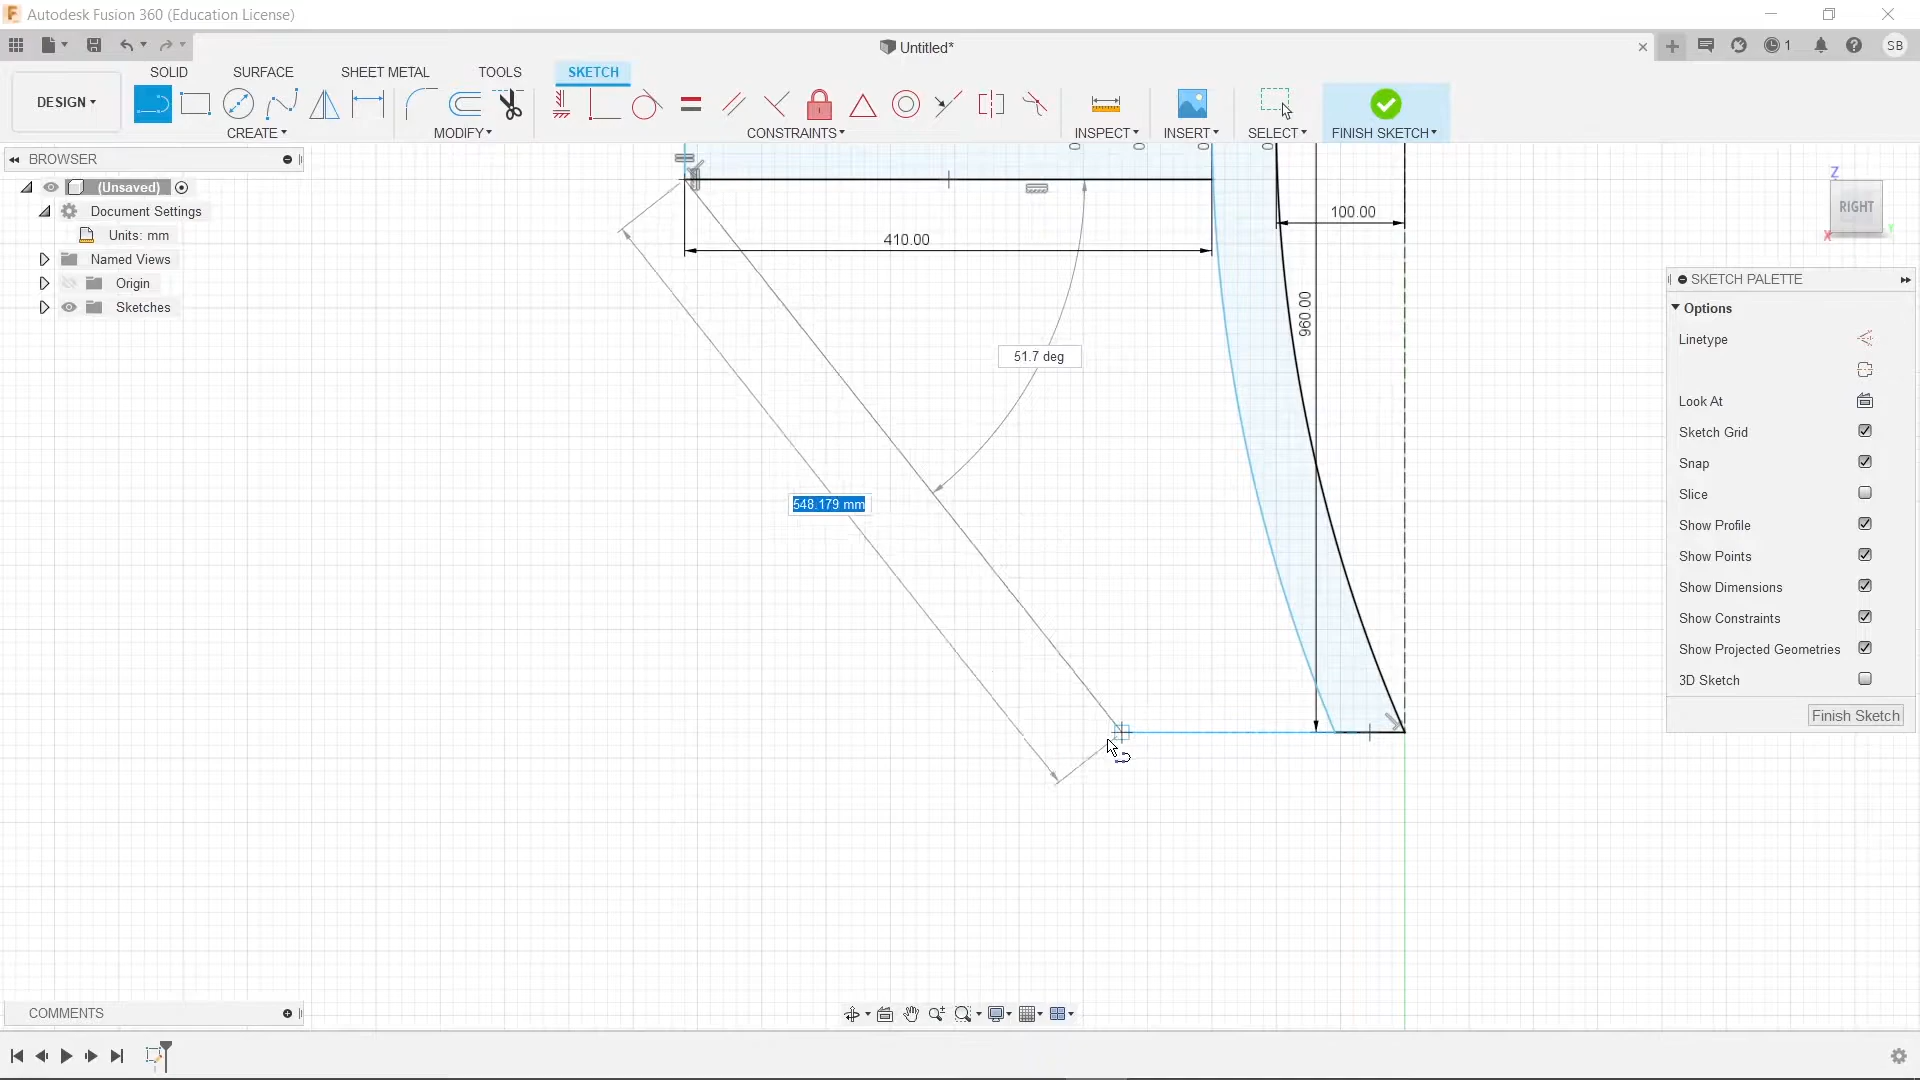 Autodesk Fusion 360 (Education License)
Untitled*
1
SB
DESIGN
SOLID
SURFACE
SHEET METAL
TOOLS
SKETCH
CREATE
MODIFY
CONSTRAINTS
INSPECT
INSERT
SELECT
FINISH SKETCH
BROWSER
(Unsaved)
Document Settings
Units: mm
Named Views
Origin
Sketches
410.00
100.00
960.00
51.7 deg
548.179 mm
Z
RIGHT
X
Y
SKETCH PALETTE
Options
Linetype
Look At
Sketch Grid
Snap
Slice
Show Profile
Show Points
Show Dimensions
Show Constraints
Show Projected Geometries
3D Sketch
Finish Sketch
COMMENTS